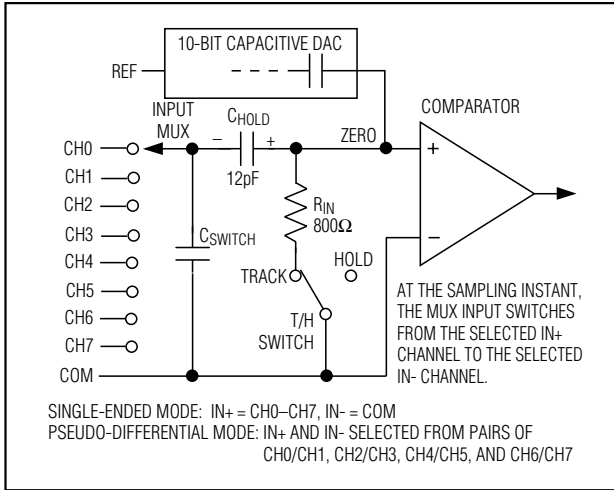 10-BIT CAPACITIVE DAC
REF
COMPARATOR
INPUT
MUX
C_HOLD
ZERO
– +
12pF
+
–
CH0
CH1
CH2
CH3
CH4
CH5
CH6
CH7
COM
C_SWITCH
R_IN
800Ω
HOLD
TRACK
T/H
SWITCH
AT THE SAMPLING INSTANT,
THE MUX INPUT SWITCHES
FROM THE SELECTED IN+
CHANNEL TO THE SELECTED
IN- CHANNEL.
SINGLE-ENDED MODE: IN+ = CH0–CH7, IN- = COM
PSEUDO-DIFFERENTIAL MODE: IN+ AND IN- SELECTED FROM PAIRS OF
CH0/CH1, CH2/CH3, CH4/CH5, AND CH6/CH7